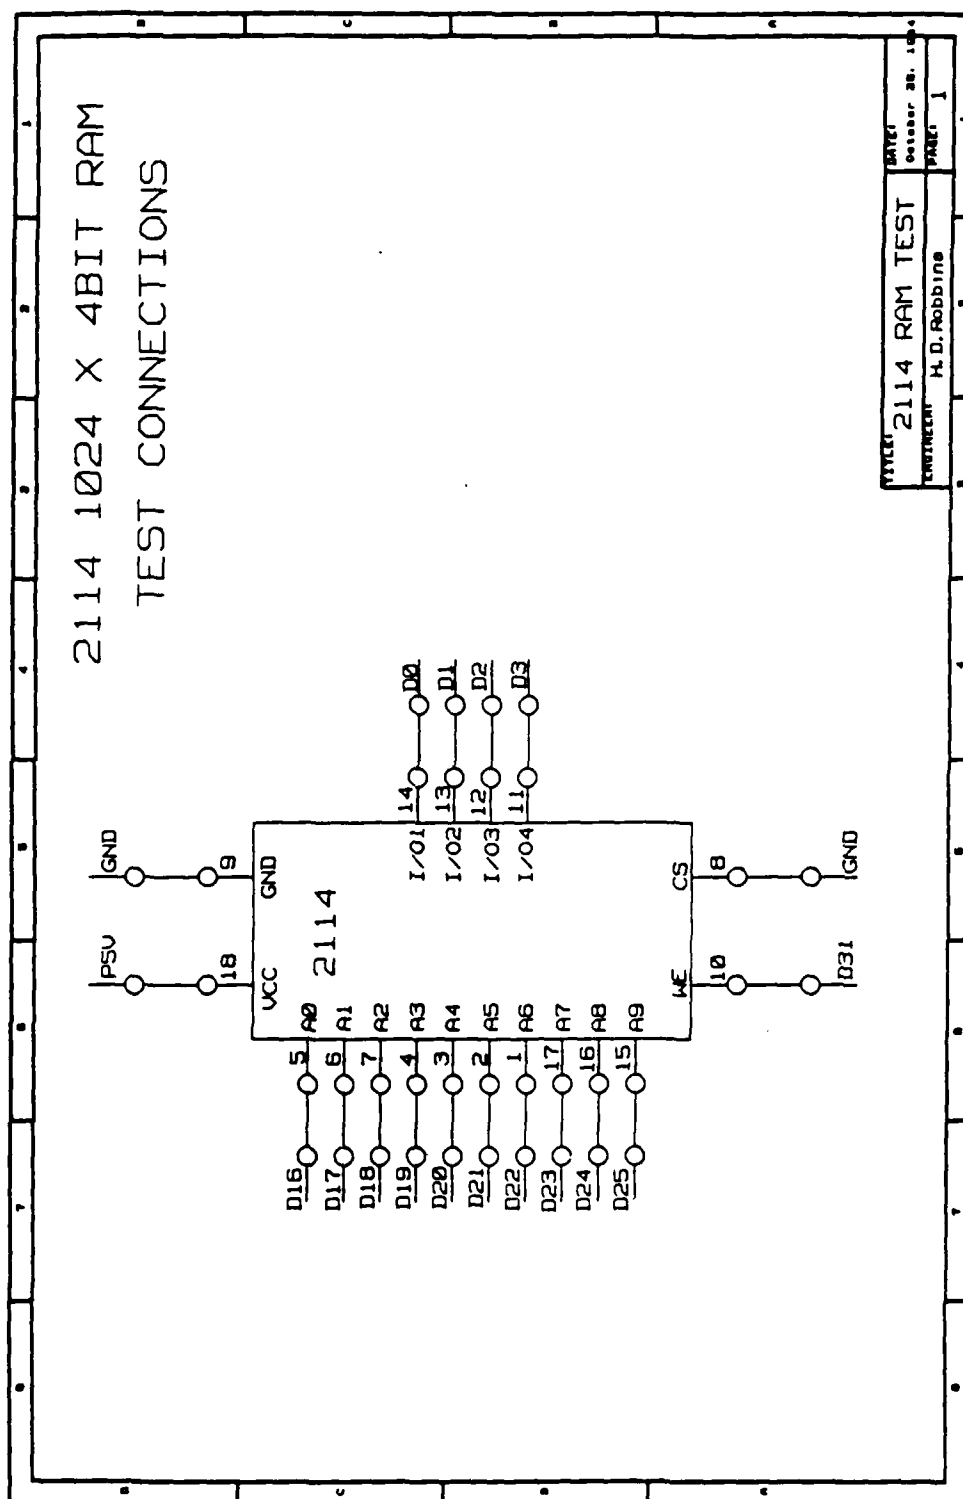 2114 1024 X 4BIT RAM
TEST CONNECTIONS
P5V
GND
18
9
VCC
GND
2114
D16 5 A0
D17 6 A1
D18 7 A2
D19 4 A3
D20 3 A4
D21 2 A5
D22 1 A6
D23 17 A7
D24 16 A8
D25 15 A9
I/O1 14 D0
I/O2 13 D1
I/O3 12 D2
I/O4 11 D3
WE
CS
10
8
D31
GND
TITLE:
2114 RAM TEST
DATE:
October
ENGINEER:
H.D.Robbins
PAGE:
1